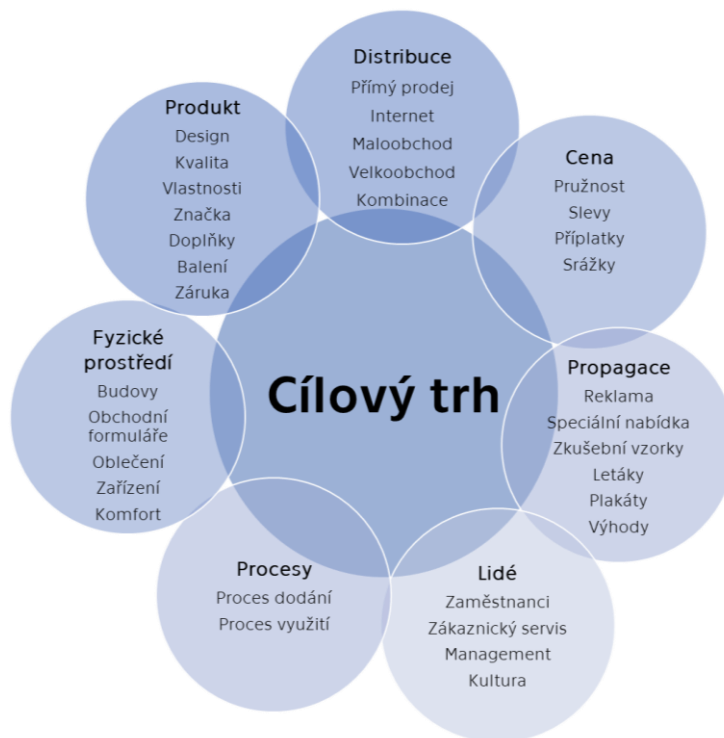 Distribuce
Přímý prodej
Internet
Maloobchod
Velkoobchod
Kombinace
Cena
Pružnost
Slevy
Příplatky
Srážky
Propagace
Reklama
Speciální nabídka
Zkušební vzorky
Letáky
Plakáty
Výhody
Lidé
Zaměstnanci
Zákaznický servis
Management
Kultura
Procesy
Proces dodání
Proces využití
Fyzické
prostředí
Budovy
Obchodní
formuláře
Oblečení
Zařízení
Komfort
Produkt
Design
Kvalita
Vlastnosti
Značka
Doplňky
Balení
Záruka
Cílový trh